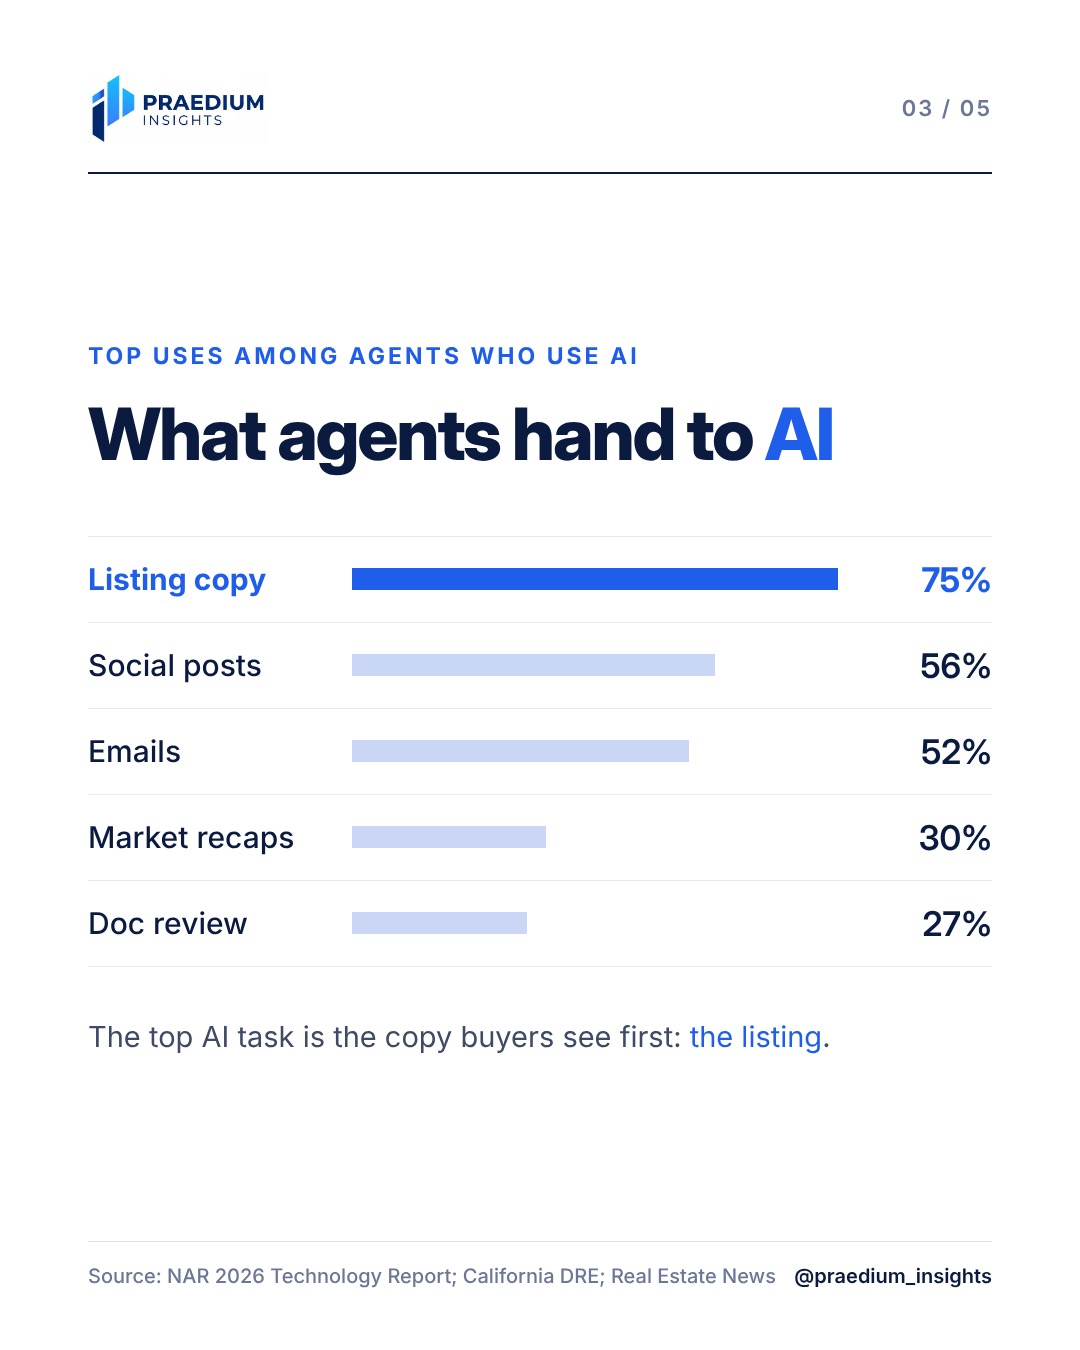 PRAEDIUM
INSIGHTS
03 / 05
TOP USES AMONG AGENTS WHO USE AI
What agents hand to AI
Listing copy 75%
Social posts 56%
Emails 52%
Market recaps 30%
Doc review 27%
The top AI task is the copy buyers see first: the listing.
Source: NAR 2026 Technology Report; California DRE; Real Estate News @praedium_insights